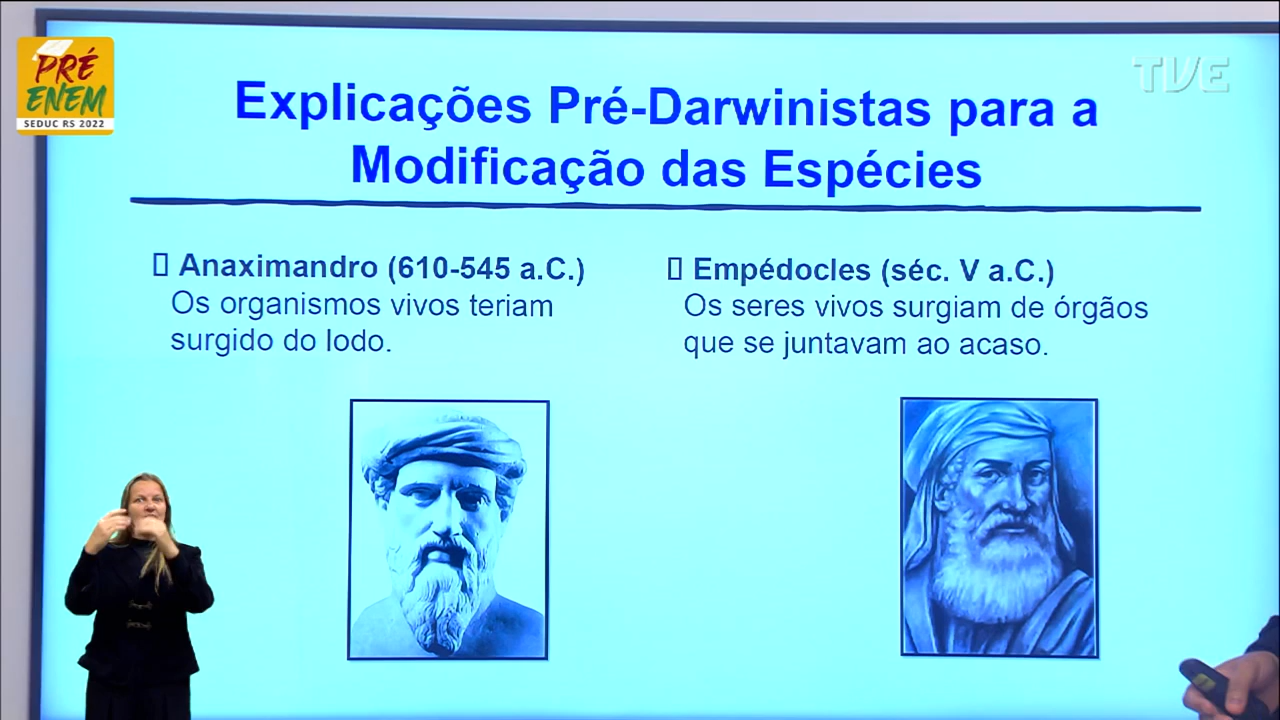 PRÉ
ENEM
SEDUC RS 2022
TVE
Explicações Pré-Darwinistas para a
Modificação das Espécies
Anaximandro (610-545 a.C.)
Os organismos vivos teriam
surgido do lodo.
Empédocles (séc. V a.C.)
Os seres vivos surgiam de órgãos
que se juntavam ao acaso.